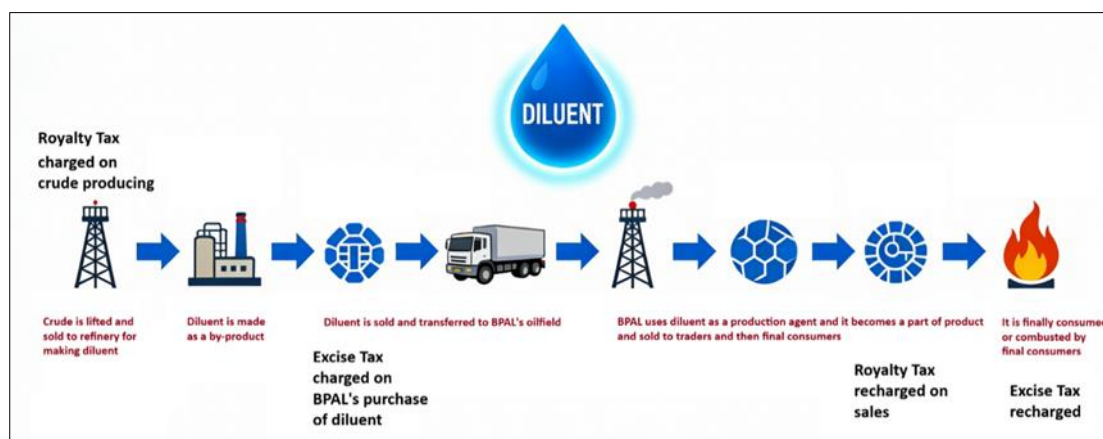 DILUENT
Royalty Tax
charged on
crude producing
Crude is lifted and
sold to refinery for
making diluent
Diluent is made
as a by-product
Diluent is sold and transferred to BPAL's oilfield
Excise Tax
charged on
BPAL's purchase
of diluent
BPAL uses diluent as a production agent and it becomes a part of product
and sold to traders and then final consumers
Royalty Tax
recharged on
sales
It is finally consumed
or combusted by
final consumers
Excise Tax
recharged